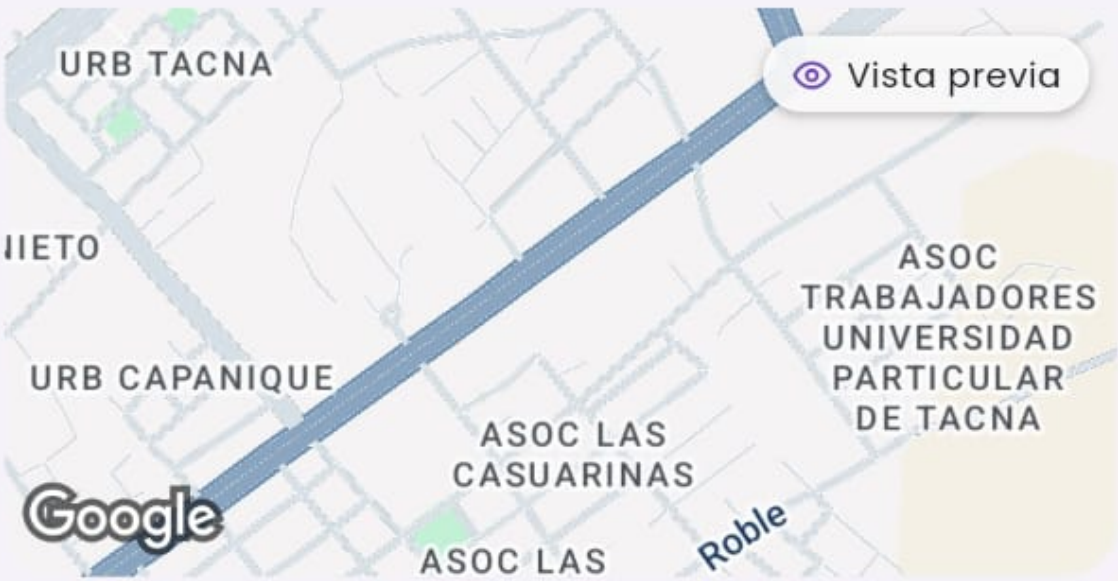 URB TACNA
Vista previa
NIETO
ASOC
TRABAJADORES
UNIVERSIDAD
PARTICULAR
DE TACNA
URB CAPANIQUE
ASOC LAS
CASUARINAS
Google
Roble
ASOC LAS